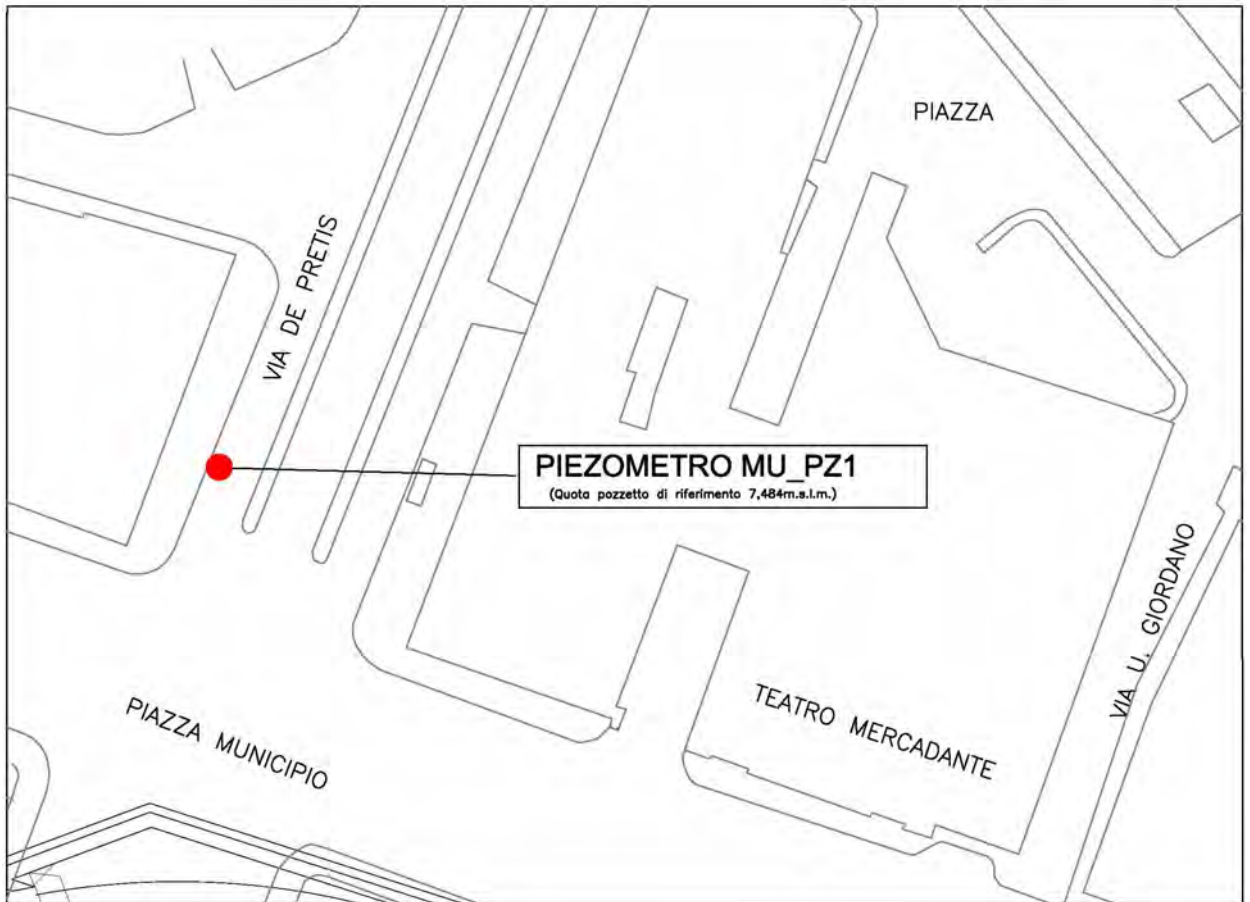 PIAZZA
VIA DE PRETIS
PIEZOMETRO MU_PZ1
(Quota pozzetto di riferimento 7,484m.s.l.m.)
VIA U. GIORDANO
TEATRO MERCADANTE
PIAZZA MUNICIPIO